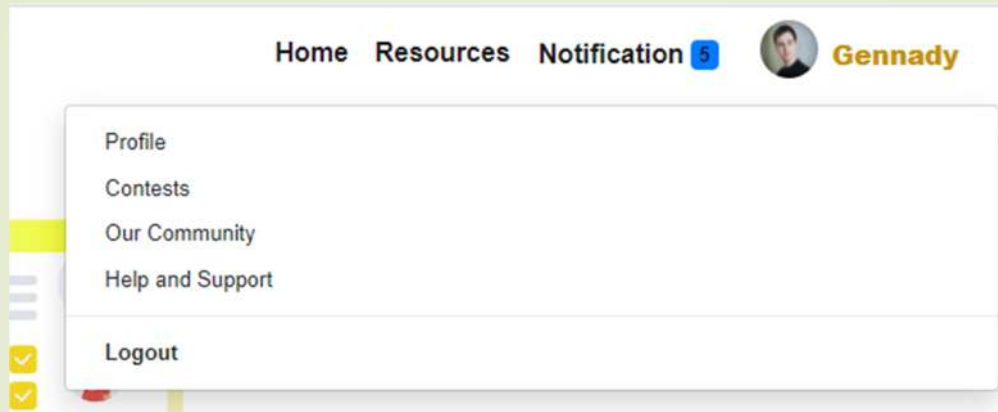 Home Resources Notification 5 Gennady
Profile
Contests
Our Community
Help and Support
Logout